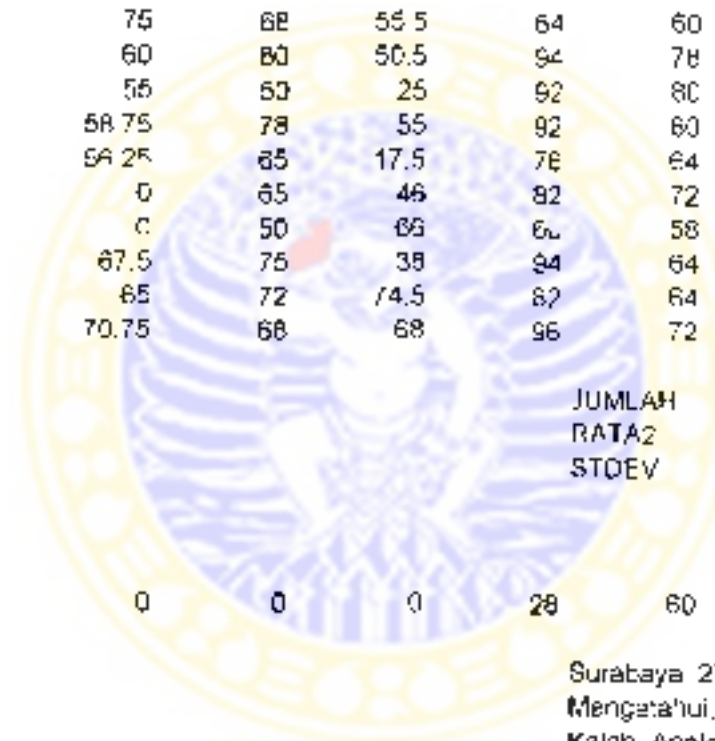 75 68 55.5 64 60
60 80 50.5 94 78
55 50 25 92 80
58.75 78 55 92 60
56.25 65 17.5 76 64
0 65 46 82 72
0 50 66 58
67.5 75 38 94 64
65 72 74.5 82 64
70.75 68 68 96 72
JUMLAH
RATA2
STDEV
0 0 0 28 60
Surabaya 2
Mengetahui,